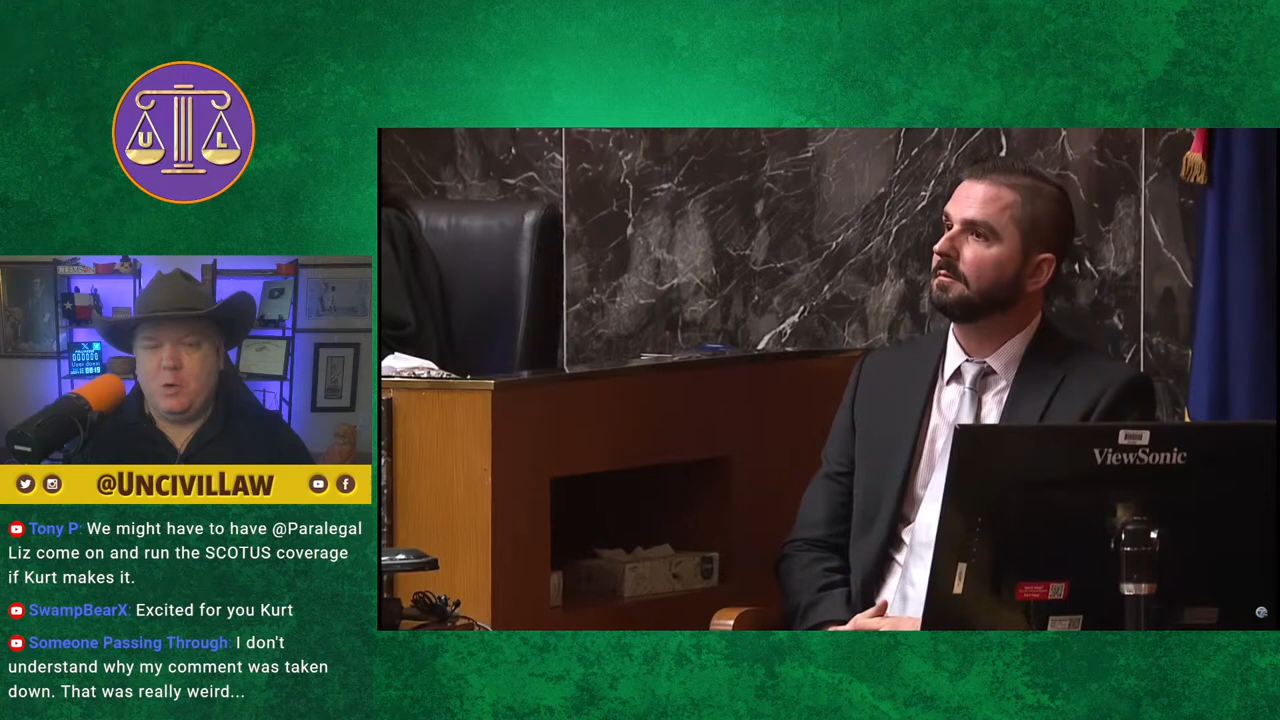 U L
@UNCIVILLAW
Tony P: We might have to have @Paralegal
Liz come on and run the SCOTUS coverage
if Kurt makes it.
SwampBearX: Excited for you Kurt
Someone Passing Through: I don't
understand why my comment was taken
down. That was really weird...
ViewSonic